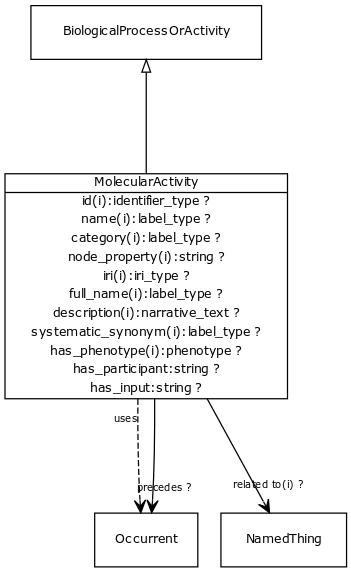 BiologicalProcessOrActivity
MolecularActivity
id(i):identifier_type ?
name(i):label_type ?
category(i):label_type ?
node_property(i):string ?
iri(i):iri_type ?
full_name(i):label_type ?
description(i):narrative_text ?
systematic_synonym(i):label_type ?
has_phenotype(i):phenotype ?
has_participant:string ?
has_input:string ?
uses
precedes ?
related to(i) ?
Occurrent
NamedThing